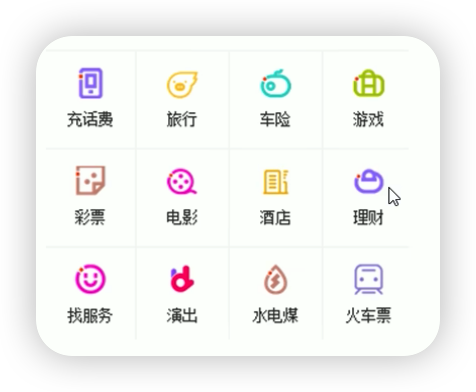 充话费 旅行 车险 游戏
彩票 电影 酒店 理财
找服务 演出 水电煤 火车票